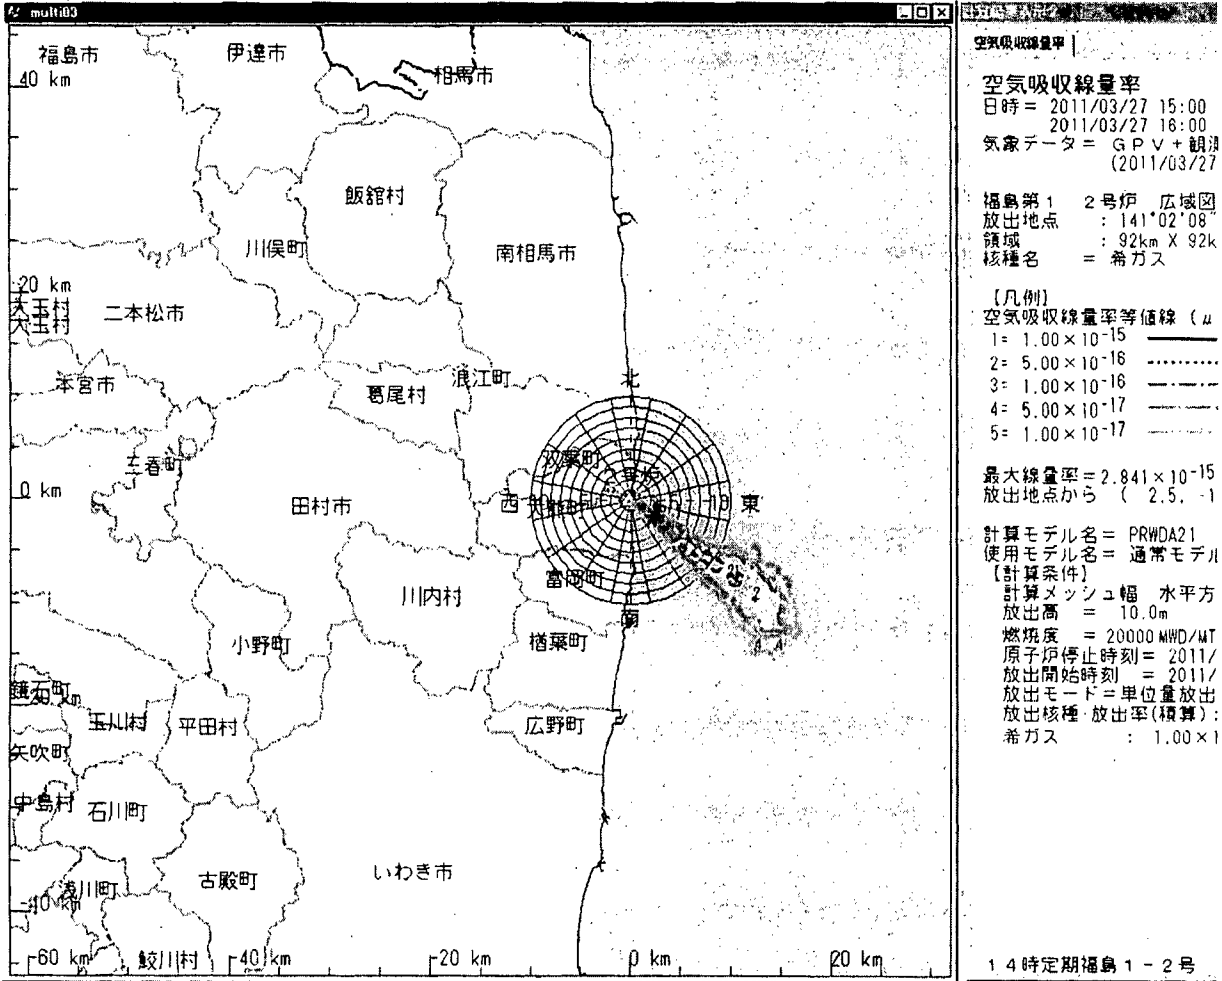 multi03
福島市
伊達市
相馬市
40 km
飯舘村
川俣町
南相馬市
20 km
大玉村
大玉村
二本松市
本宮市
浪江町
葛尾村
北
三春町
双葉町
0 km
田村市
西
東
富岡町
川内村
南
小野町
楢葉町
鏡石町
玉川村
平田村
広野町
矢吹町
中島村
石川町
いわき市
浅川町
古殿町
-40 km
鮫川村
-60 km
-40 km
-20 km
0 km
20 km
空気吸収線量率
空気吸収線量率
日時= 2011/03/27 15:00
2011/03/27 16:00
気象データ= GPV+観測
(2011/03/27
福島第1 2号炉 広域図
放出地点 : 141°02'08"
領域 : 92km X 92k
核種名 = 希ガス
【凡例】
空気吸収線量率等値線 (μ
1= 1.00×10-15
2= 5.00×10-16
3= 1.00×10-16
4= 5.00×10-17
5= 1.00×10-17
最大線量率=2.841×10-15
放出地点から ( 2.5, -1
計算モデル名= PRWDA21
使用モデル名= 通常モデル
【計算条件】
計算メッシュ幅 水平方
放出高 = 10.0m
燃焼度 = 20000MWD/MT
原子炉停止時刻= 2011/
放出開始時刻 = 2011/
放出モード=単位量放出
放出核種・放出率(積算):
希ガス : 1.00×1
14時定期福島1-2号